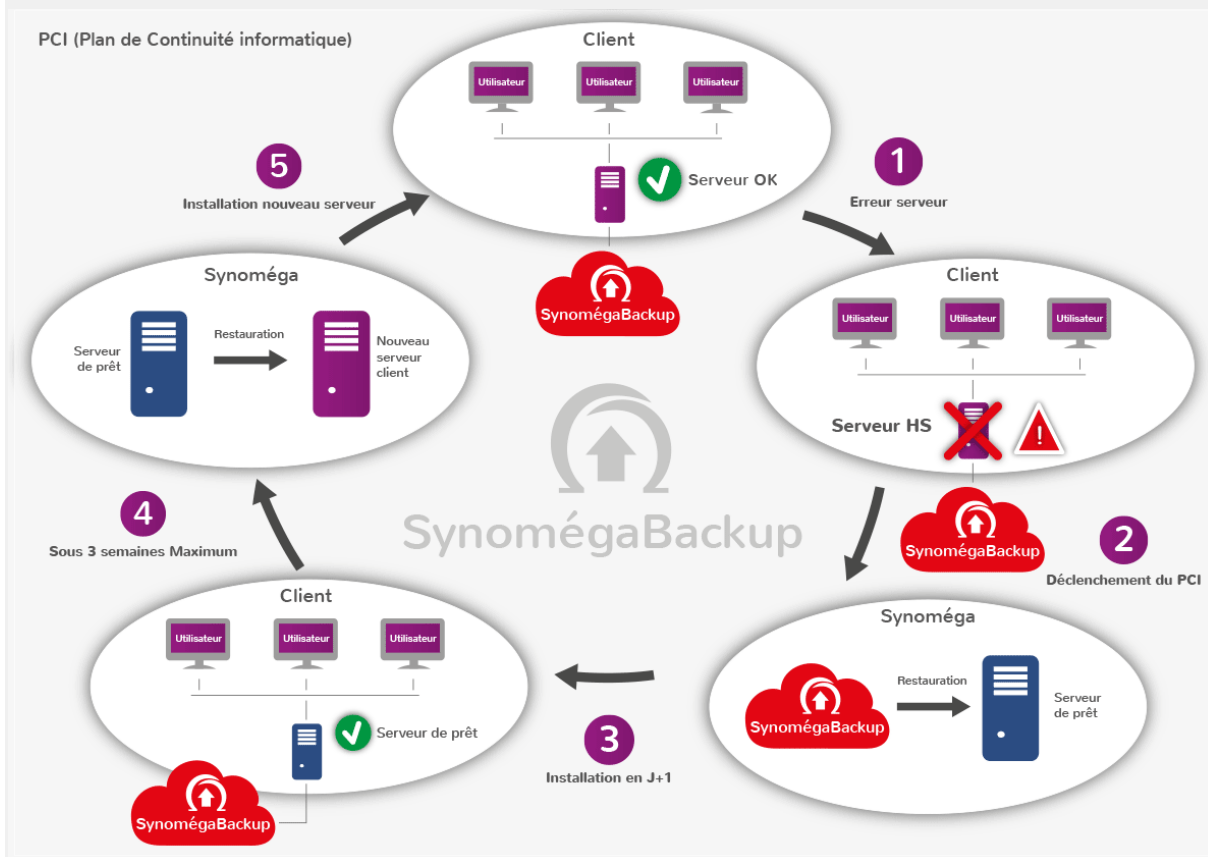 PCI (Plan de Continuité informatique)
Client
Utilisateur
Utilisateur
Utilisateur
Serveur OK
SynomégaBackup
1
Erreur serveur
Client
Utilisateur
Utilisateur
Utilisateur
Serveur HS
!
SynomégaBackup
2
Déclenchement du PCI
Synoméga
SynomégaBackup
Restauration
Serveur
de prêt
3
Installation en J+1
Client
Utilisateur
Utilisateur
Utilisateur
Serveur de prêt
SynomégaBackup
4
Sous 3 semaines Maximum
Synoméga
Serveur
de prêt
Restauration
Nouveau
serveur
client
5
Installation nouveau serveur
SynomégaBackup